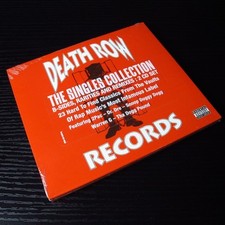 DEATH ROW
THE SINGLES COLLECTION
B-SIDES, RARITIES AND REMIXES: 2 CD SET
23 Hard To Find Classics From The Vaults
Of Rap Music's Most Infamous Label
Featuring 2Pac - Dr. Dre - Snoop Doggy Dogg
Warren G - Tha Dogg Pound
RECORDS